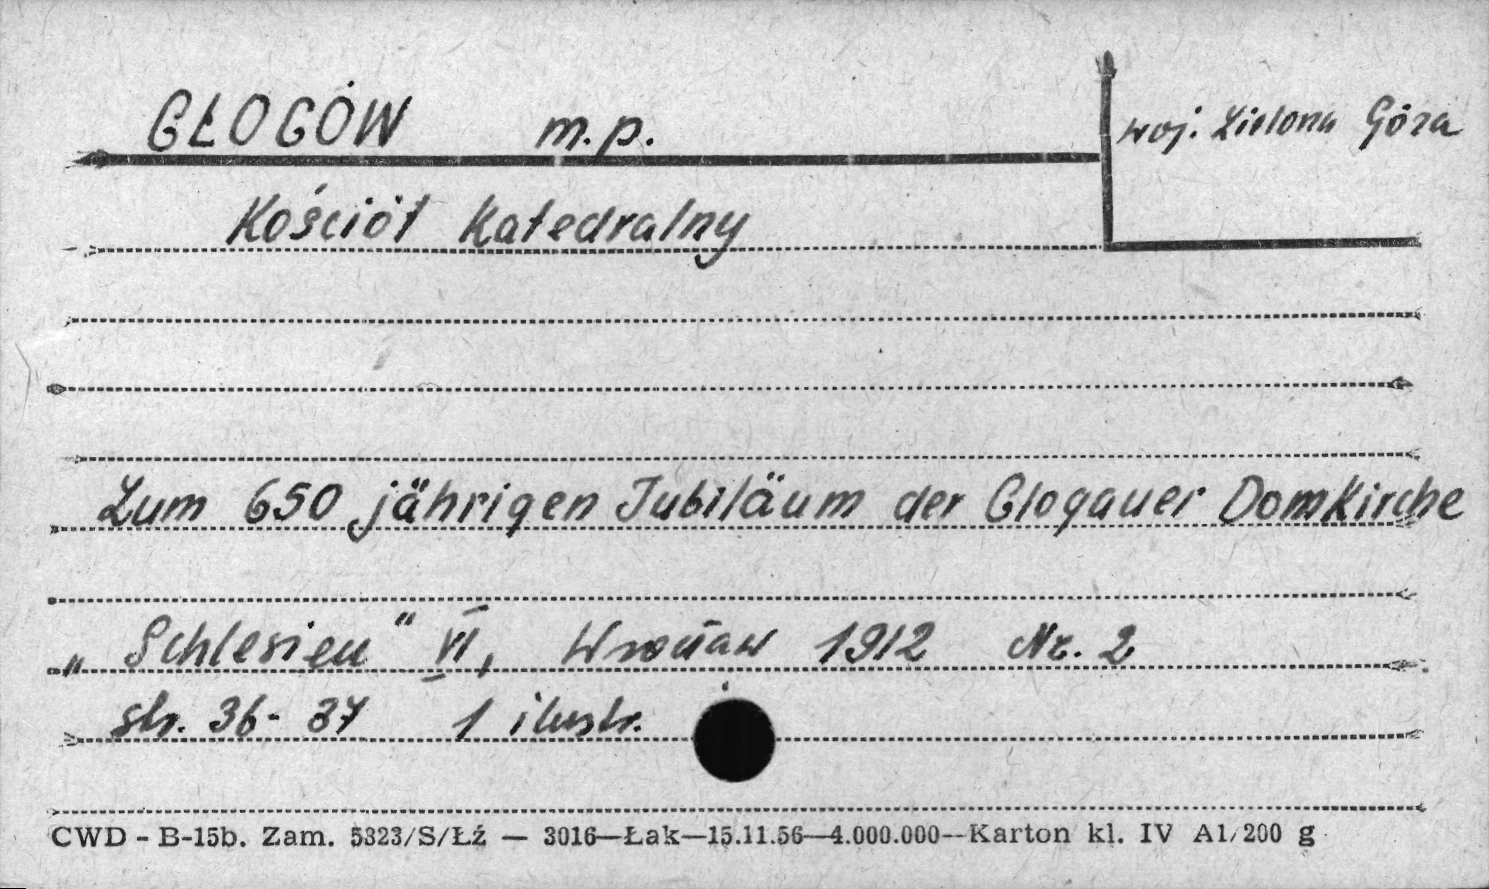 GŁOGÓW m.p. woj. Zielona Góra
Kościół Katedralny
Zum 650 jährigen Jubiläum der Glogauer Domkirche
„Schlesien" VI, Wrocław 1912 Nr. 2
str. 36-37 1 ilustr.
CWD - B-15b. Zam. 5323/S/Łź — 3016—Łak—15.11.56—4.000.000—Karton kl. IV A1/200 g